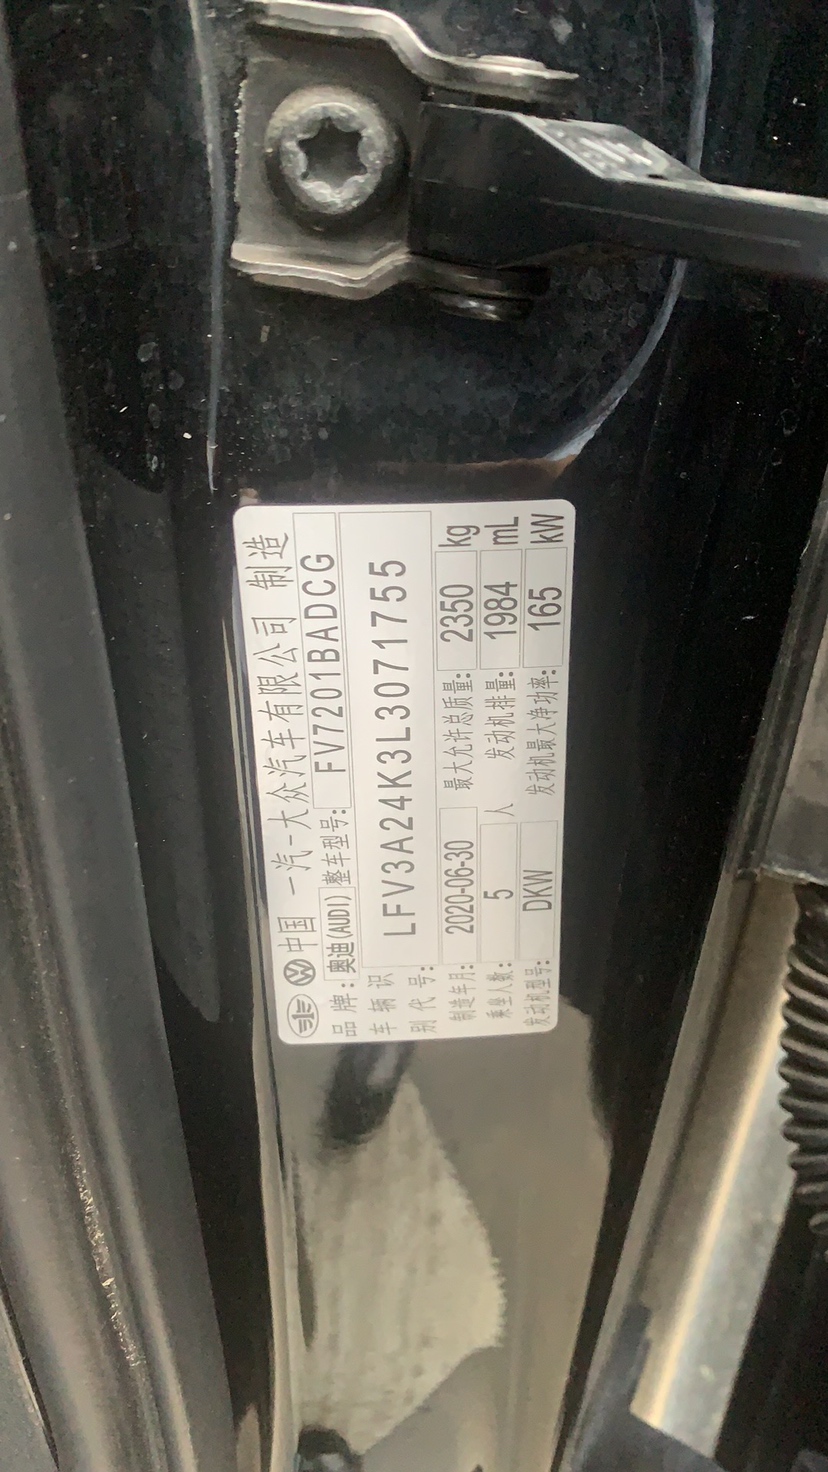 中国 一汽-大众汽车有限公司 制造
品牌: 奥迪(AUDI) 整车型号: FV7201BADCG
车辆识别代号: LFV3A24K3L3071755
制造年月: 2020-06-30 最大允许总质量: 2350 kg
乘坐人数: 5 人 发动机排量: 1984 mL
发动机型号: DKW 发动机最大净功率: 165 kW